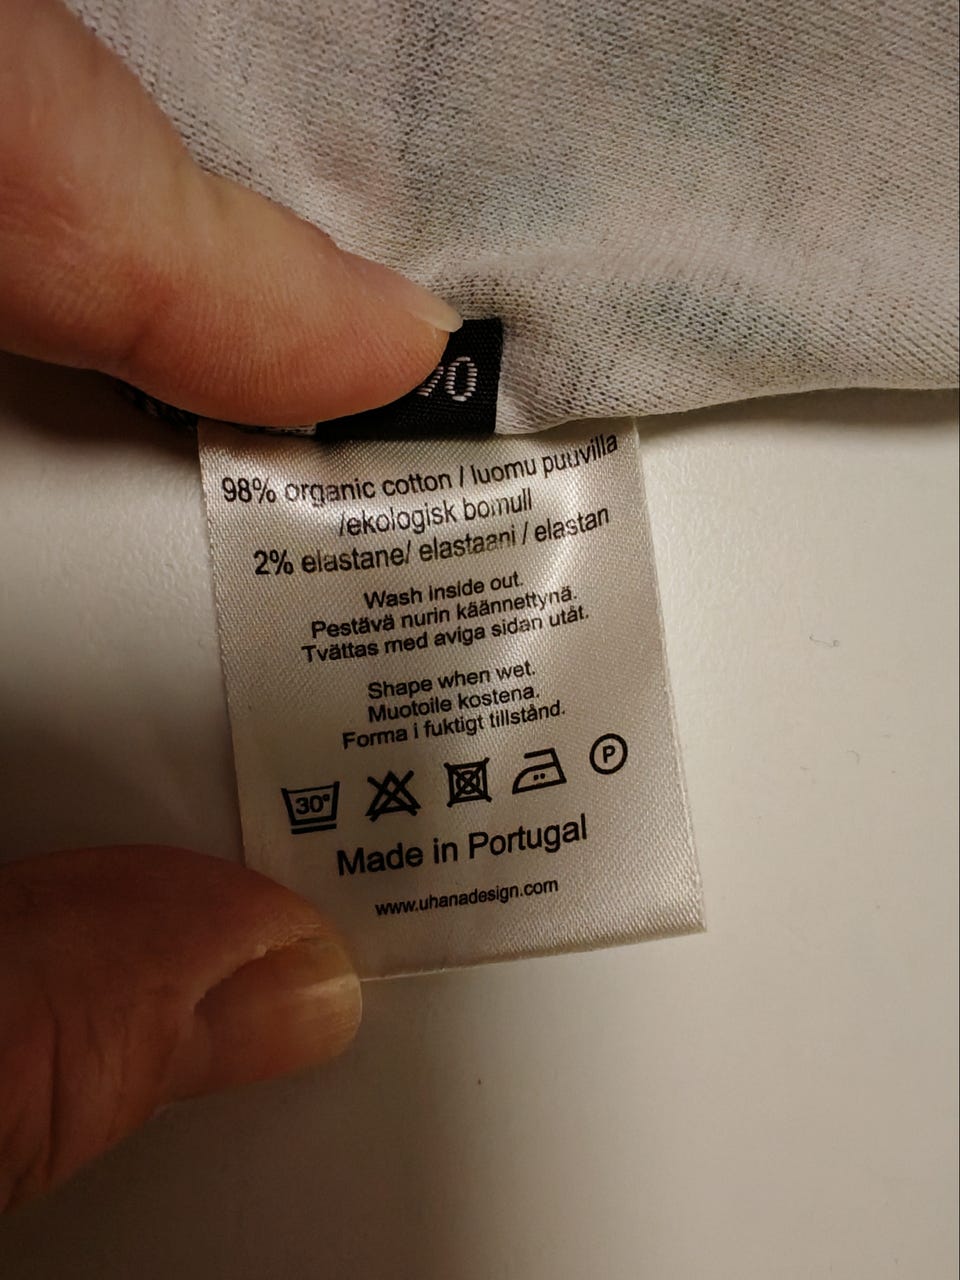 98% organic cotton / luomu puuvilla
/ekologisk bomull
2% elastane/ elastaani / elastan
Wash inside out.
Pestävä nurin käännettynä.
Tvättas med aviga sidan utåt.
Shape when wet.
Muotoile kostena.
Forma i fuktigt tillstånd.
30° P
Made in Portugal
www.uhanadesign.com